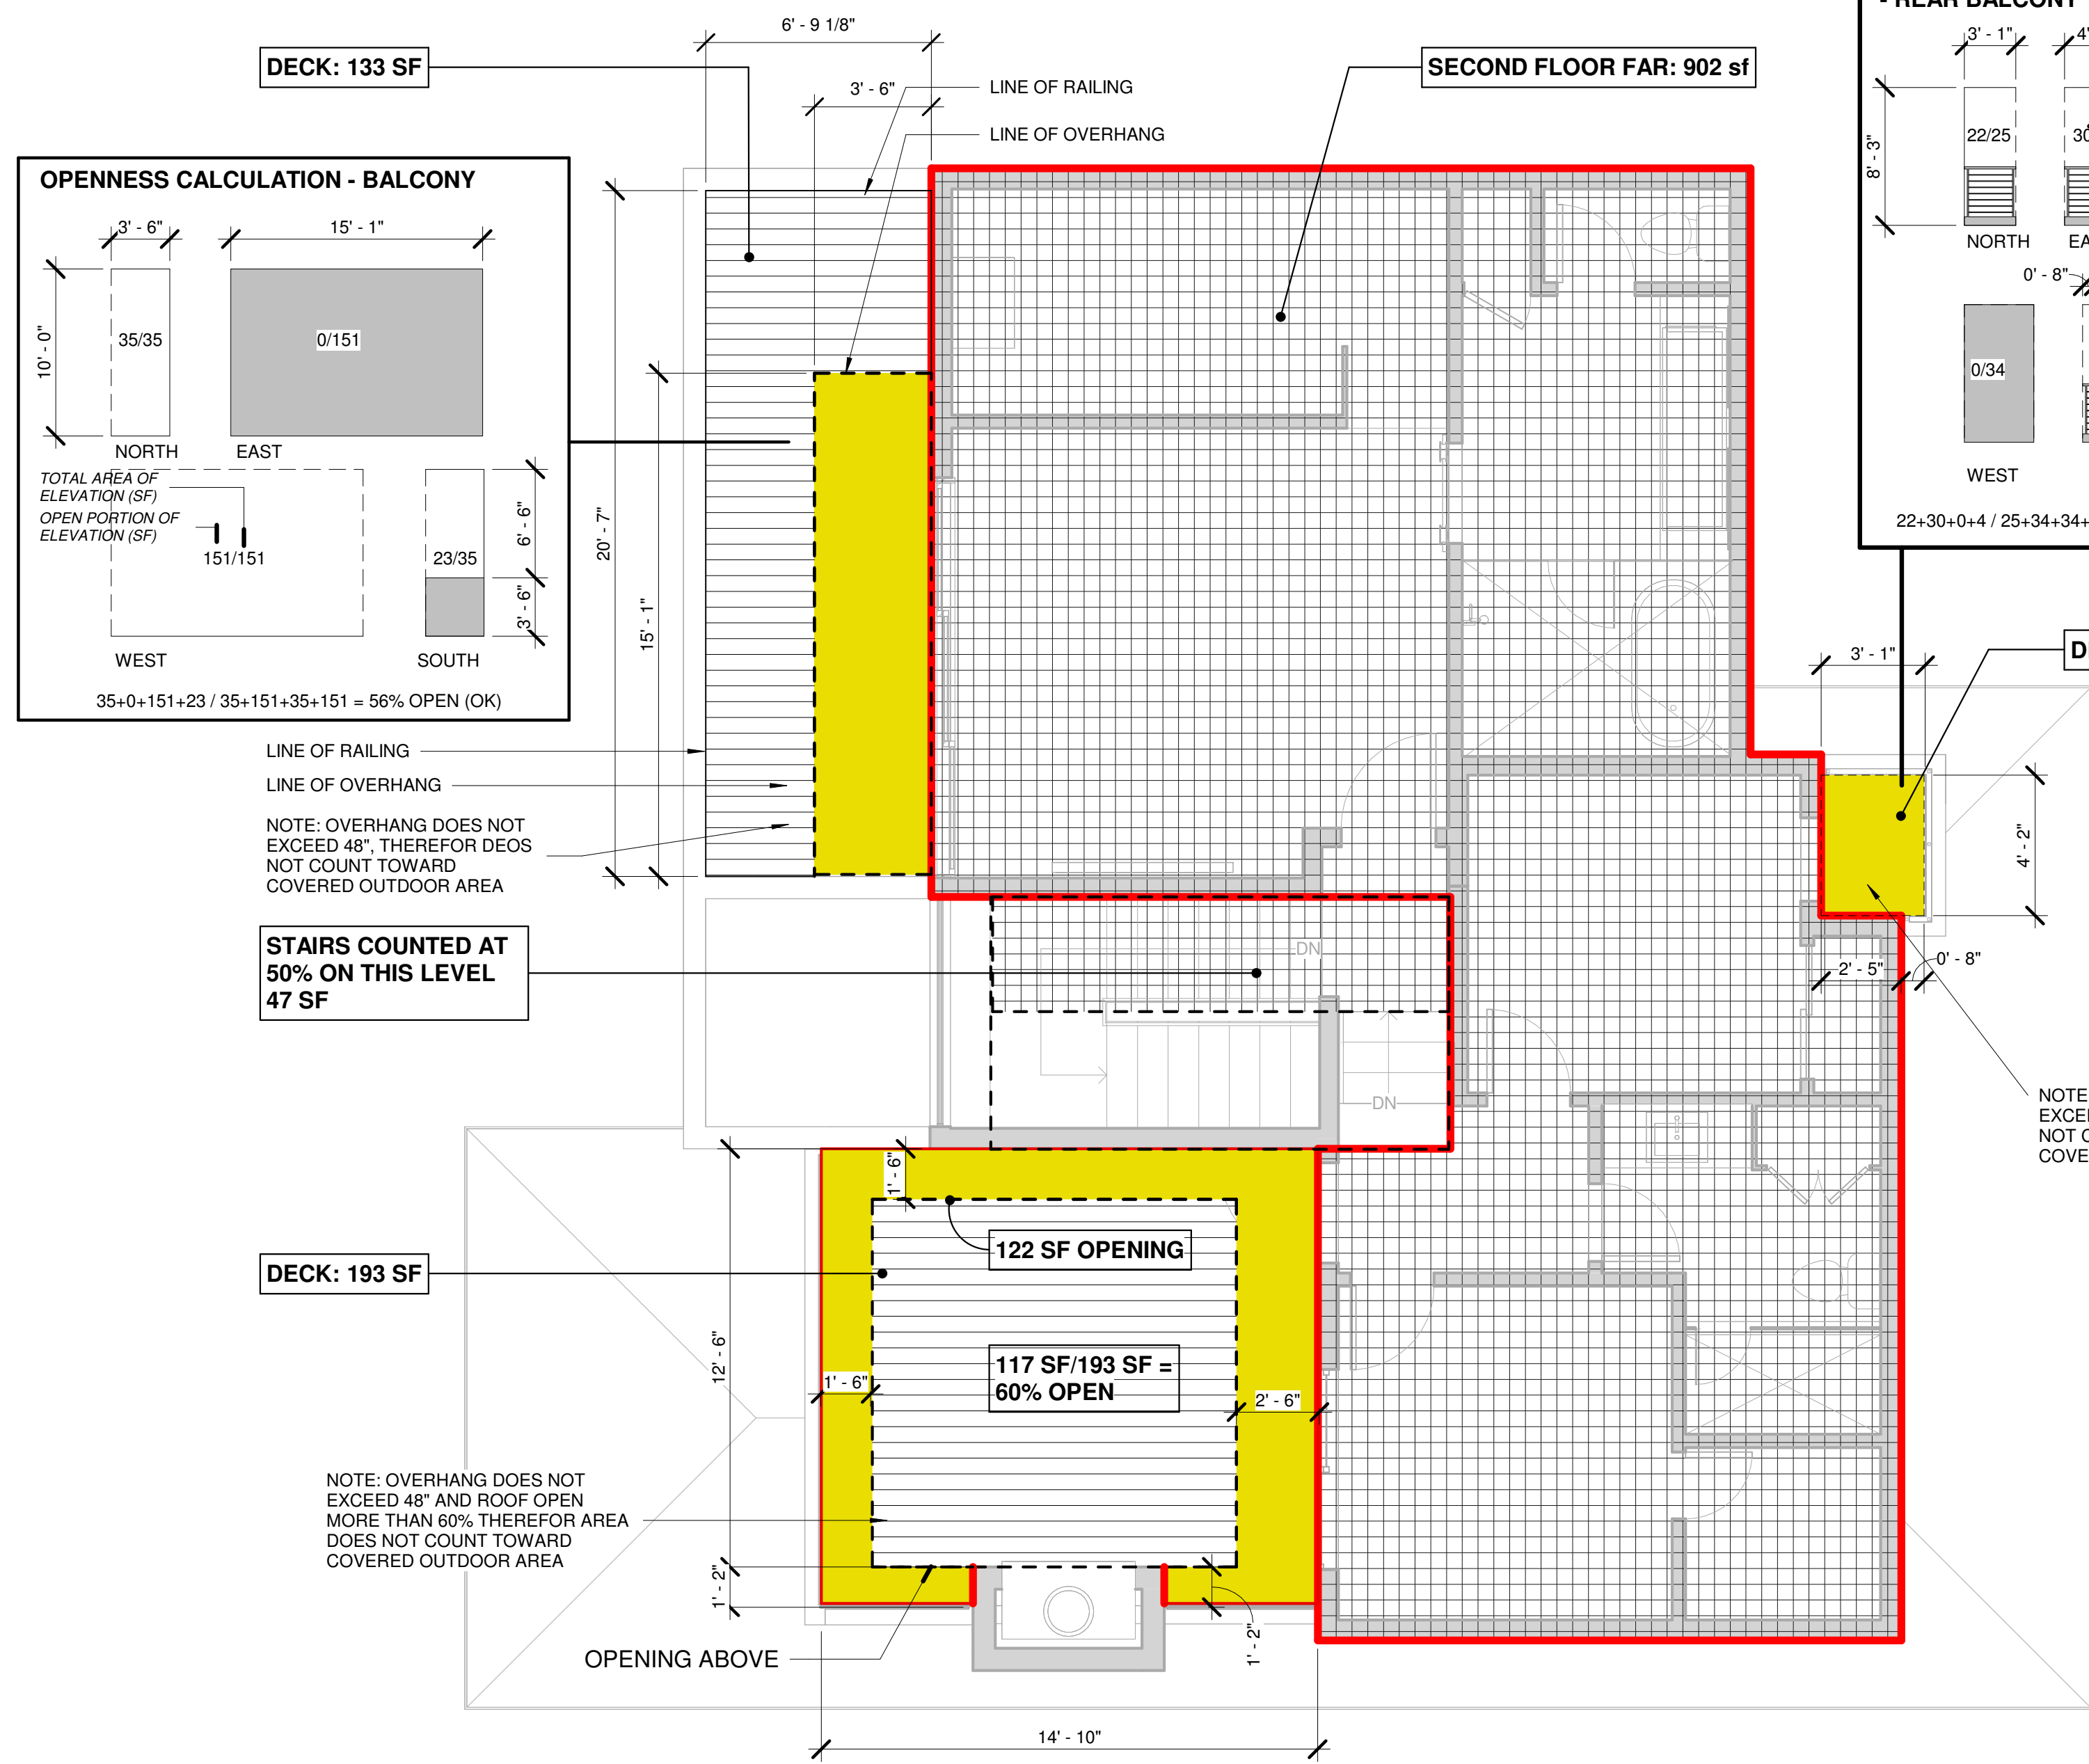 6' - 9 1/8"
DECK: 133 SF
3' - 6"
LINE OF RAILING
LINE OF OVERHANG
SECOND FLOOR FAR: 902 sf
- REAR BALCONY
3' - 1"
4'
8' - 3"
22/25
30
NORTH
EA
0' - 8"
0/34
WEST
22+30+0+4 / 25+34+34+
OPENNESS CALCULATION - BALCONY
3' - 6"
15' - 1"
10' - 0"
35/35
0/151
NORTH
EAST
TOTAL AREA OF
ELEVATION (SF)
OPEN PORTION OF
ELEVATION (SF)
151/151
23/35
6' - 6"
3' - 6"
WEST
SOUTH
35+0+151+23 / 35+151+35+151 = 56% OPEN (OK)
20' - 7"
15' - 1"
LINE OF RAILING
LINE OF OVERHANG
NOTE: OVERHANG DOES NOT
EXCEED 48", THEREFOR DEOS
NOT COUNT TOWARD
COVERED OUTDOOR AREA
3' - 1"
4' - 2"
2' - 5"
0' - 8"
STAIRS COUNTED AT
50% ON THIS LEVEL
47 SF
DN
DN
NOTE
NOT C
COVE
1' - 6"
122 SF OPENING
DECK: 193 SF
12' - 6"
117 SF/193 SF =
60% OPEN
1' - 6"
2' - 6"
NOTE: OVERHANG DOES NOT
EXCEED 48" AND ROOF OPEN
MORE THAN 60% THEREFOR AREA
DOES NOT COUNT TOWARD
COVERED OUTDOOR AREA
1' - 2"
1' - 2"
OPENING ABOVE
14' - 10"